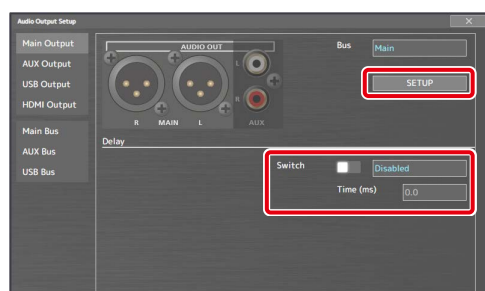 Audio Output Setup
Main Output
AUX Output
USB Output
HDMI Output
Main Bus
AUX Bus
USB Bus
AUDIO OUT
L
R
R MAIN L AUX
Bus Main
SETUP
Delay
Switch Disabled
Time (ms) 0.0